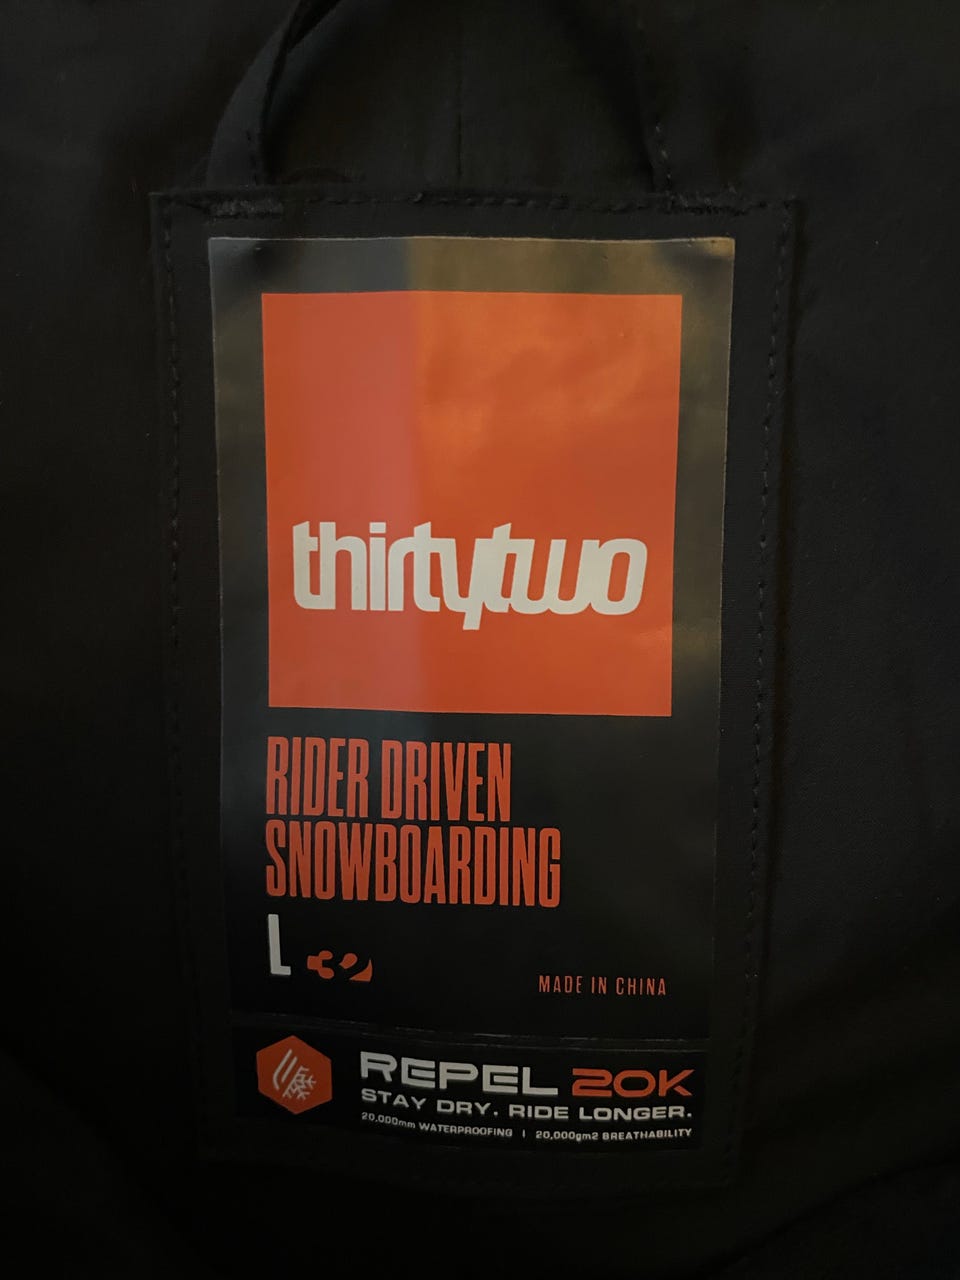 thirtytwo
RIDER DRIVEN
SNOWBOARDING
L 32
MADE IN CHINA
REPEL 20K
STAY DRY. RIDE LONGER.
20,000mm WATERPROOFING | 20,000gm2 BREATHABILITY